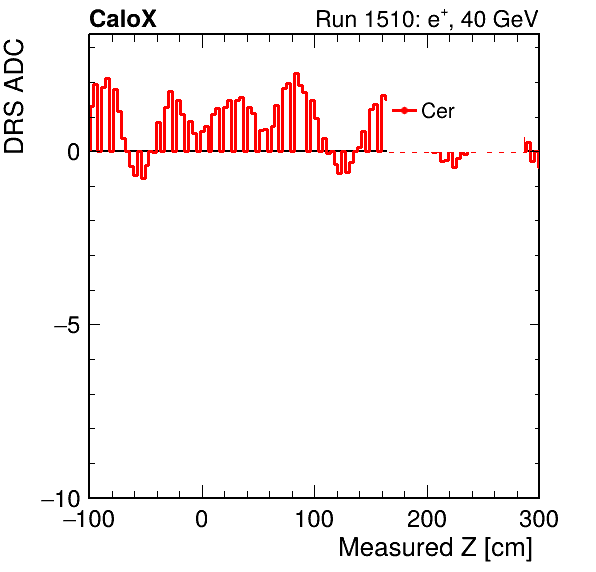 CaloX Run 1510: e⁺, 40 GeV
DRS ADC
Cer
0
−5
−10
−100 0 100 200 300
Measured Z [cm]